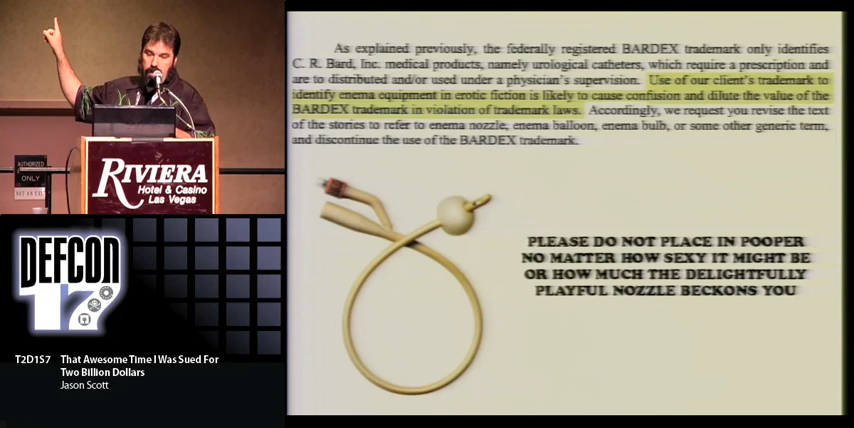 As explained previously, the federally registered BARDEX trademark only identifies
C. R. Bard, Inc. medical products, namely urological catheters, which require a prescription and
are to distributed and/or used under a physician's supervision. Use of our client's trademark to
identify enema equipment in erotic fiction is likely to cause confusion and dilute the value of the
BARDEX trademark in violation of trademark laws. Accordingly, we request you revise the text
of the stories to refer to enema nozzle, enema balloon, enema bulb, or some other generic term,
and discontinue the use of the BARDEX trademark.
PLEASE DO NOT PLACE IN POOPER
NO MATTER HOW SEXY IT MIGHT BE
OR HOW MUCH THE DELIGHTFULLY
PLAYFUL NOZZLE BECKONS YOU
AUTHORIZED
ONLY
NOT AN EXIT
RIVIERA
Hotel & Casino
Las Vegas
DEFCON
17
T2D1S7 That Awesome Time I Was Sued For
Two Billion Dollars
Jason Scott